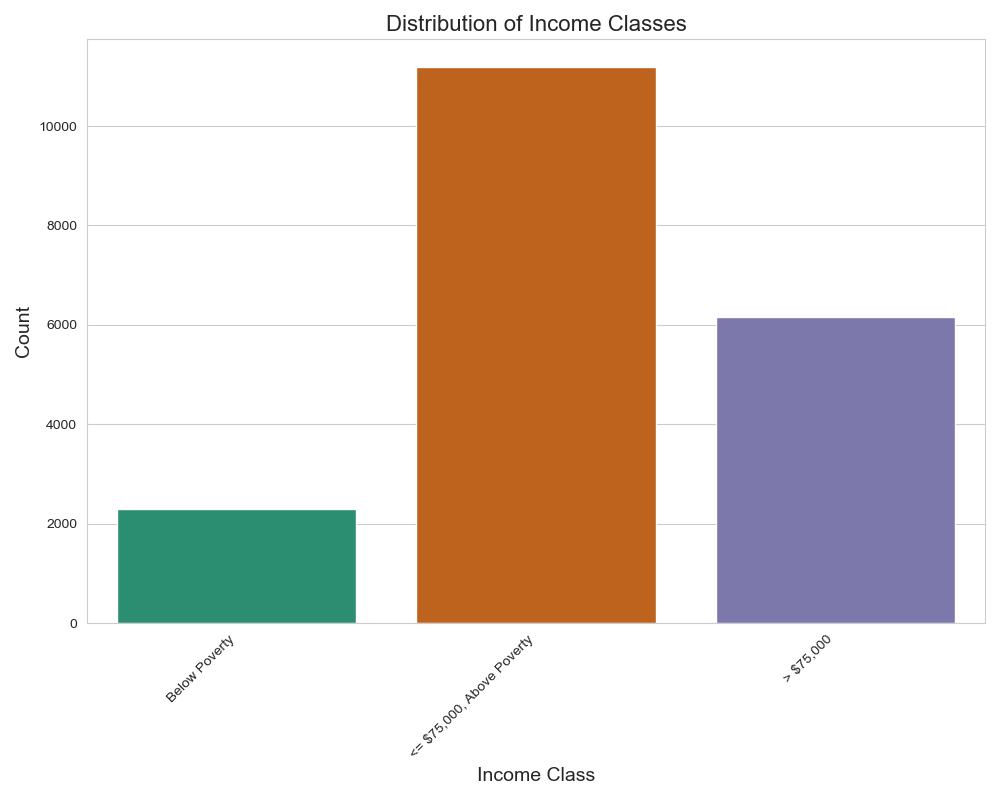 Distribution of Income Classes
Count
10000
8000
6000
4000
2000
0
Below Poverty
<= $75,000, Above Poverty
> $75,000
Income Class